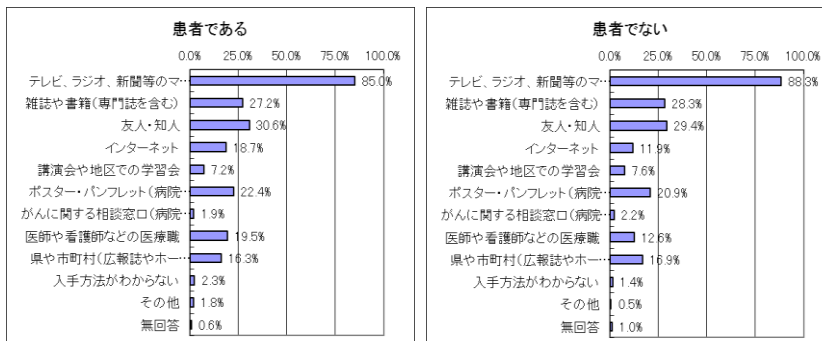 患者である
0.0% 25.0% 50.0% 75.0% 100.0%
テレビ、ラジオ、新聞等のマ… 85.0%
雑誌や書籍(専門誌を含む) 27.2%
友人・知人 30.6%
インターネット 18.7%
講演会や地区での学習会 7.2%
ポスター・パンフレット(病院… 22.4%
がんに関する相談窓口(病院… 1.9%
医師や看護師などの医療職 19.5%
県や市町村(広報誌やホー… 16.3%
入手方法がわからない 2.3%
その他 1.8%
無回答 0.6%
患者でない
0.0% 25.0% 50.0% 75.0% 100.0%
テレビ、ラジオ、新聞等のマ… 88.3%
雑誌や書籍(専門誌を含む) 28.3%
友人・知人 29.4%
インターネット 11.9%
講演会や地区での学習会 7.6%
ポスター・パンフレット(病院… 20.9%
がんに関する相談窓口(病院… 2.2%
医師や看護師などの医療職 12.6%
県や市町村(広報誌やホー… 16.9%
入手方法がわからない 1.4%
その他 0.5%
無回答 1.0%